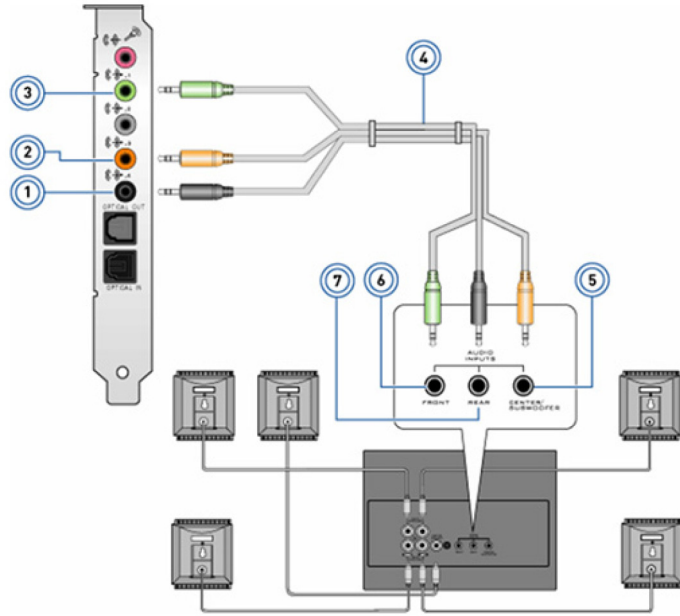 3
2
1
OPTICAL OUT
OPTICAL IN
4
7
6
5
AUDIO
INPUTS
FRONT
REAR
CENTER/
SUBWOOFER